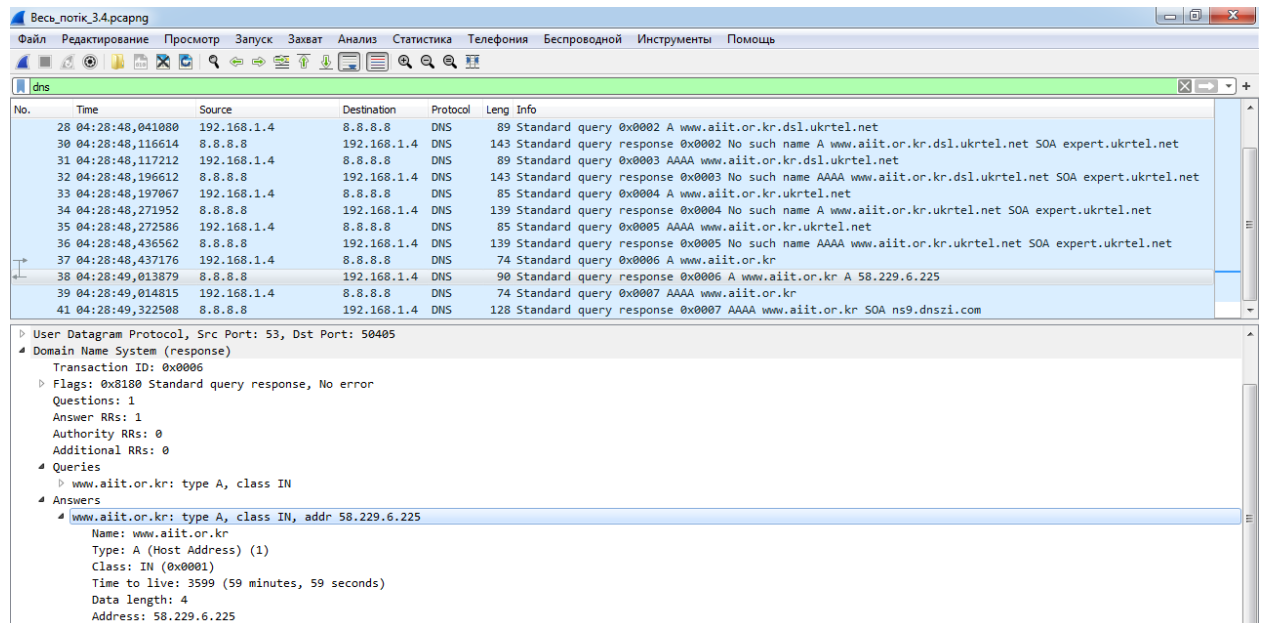 Весь_потік_3.4.pcapng
Файл Редактирование Просмотр Запуск Захват Анализ Статистика Телефония Беспроводной Инструменты Помощь
dns
No. Time Source Destination Protocol Leng Info
28 04:28:48,041080 192.168.1.4 8.8.8.8 DNS 89 Standard query 0x0002 A www.aiit.or.kr.dsl.ukrtel.net
30 04:28:48,116614 8.8.8.8 192.168.1.4 DNS 143 Standard query response 0x0002 No such name A www.aiit.or.kr.dsl.ukrtel.net SOA expert.ukrtel.net
31 04:28:48,117212 192.168.1.4 8.8.8.8 DNS 89 Standard query 0x0003 AAAA www.aiit.or.kr.dsl.ukrtel.net
32 04:28:48,196612 8.8.8.8 192.168.1.4 DNS 143 Standard query response 0x0003 No such name AAAA www.aiit.or.kr.dsl.ukrtel.net SOA expert.ukrtel.net
33 04:28:48,197067 192.168.1.4 8.8.8.8 DNS 85 Standard query 0x0004 A www.aiit.or.kr.ukrtel.net
34 04:28:48,271952 8.8.8.8 192.168.1.4 DNS 139 Standard query response 0x0004 No such name A www.aiit.or.kr.ukrtel.net SOA expert.ukrtel.net
35 04:28:48,272586 192.168.1.4 8.8.8.8 DNS 85 Standard query 0x0005 AAAA www.aiit.or.kr.ukrtel.net
36 04:28:48,436562 8.8.8.8 192.168.1.4 DNS 139 Standard query response 0x0005 No such name AAAA www.aiit.or.kr.ukrtel.net SOA expert.ukrtel.net
37 04:28:48,437176 192.168.1.4 8.8.8.8 DNS 74 Standard query 0x0006 A www.aiit.or.kr
38 04:28:49,013879 8.8.8.8 192.168.1.4 DNS 90 Standard query response 0x0006 A www.aiit.or.kr A 58.229.6.225
39 04:28:49,014815 192.168.1.4 8.8.8.8 DNS 74 Standard query 0x0007 AAAA www.aiit.or.kr
41 04:28:49,322508 8.8.8.8 192.168.1.4 DNS 128 Standard query response 0x0007 AAAA www.aiit.or.kr SOA ns9.dnszi.com
User Datagram Protocol, Src Port: 53, Dst Port: 50405
Domain Name System (response)
Transaction ID: 0x0006
Flags: 0x8180 Standard query response, No error
Questions: 1
Answer RRs: 1
Authority RRs: 0
Additional RRs: 0
Queries
www.aiit.or.kr: type A, class IN
Answers
www.aiit.or.kr: type A, class IN, addr 58.229.6.225
Name: www.aiit.or.kr
Type: A (Host Address) (1)
Class: IN (0x0001)
Time to live: 3599 (59 minutes, 59 seconds)
Data length: 4
Address: 58.229.6.225